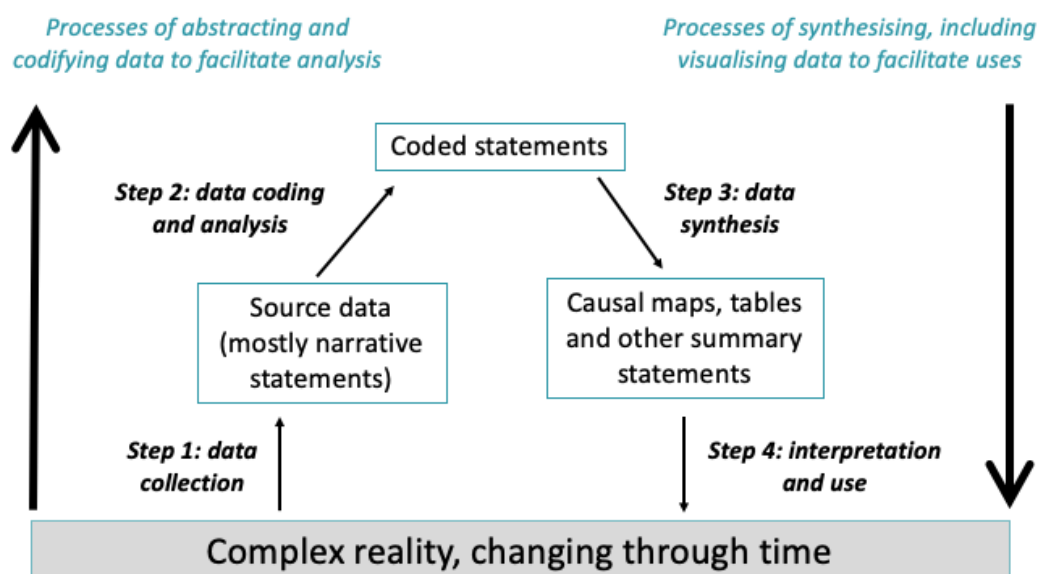 Processes of abstracting and
codifying data to facilitate analysis
Processes of synthesising, including
visualising data to facilitate uses
Coded statements
Step 2: data coding
and analysis
Step 3: data
synthesis
Source data
(mostly narrative
statements)
Causal maps, tables
and other summary
statements
Step 1: data
collection
Step 4: interpretation
and use
Complex reality, changing through time